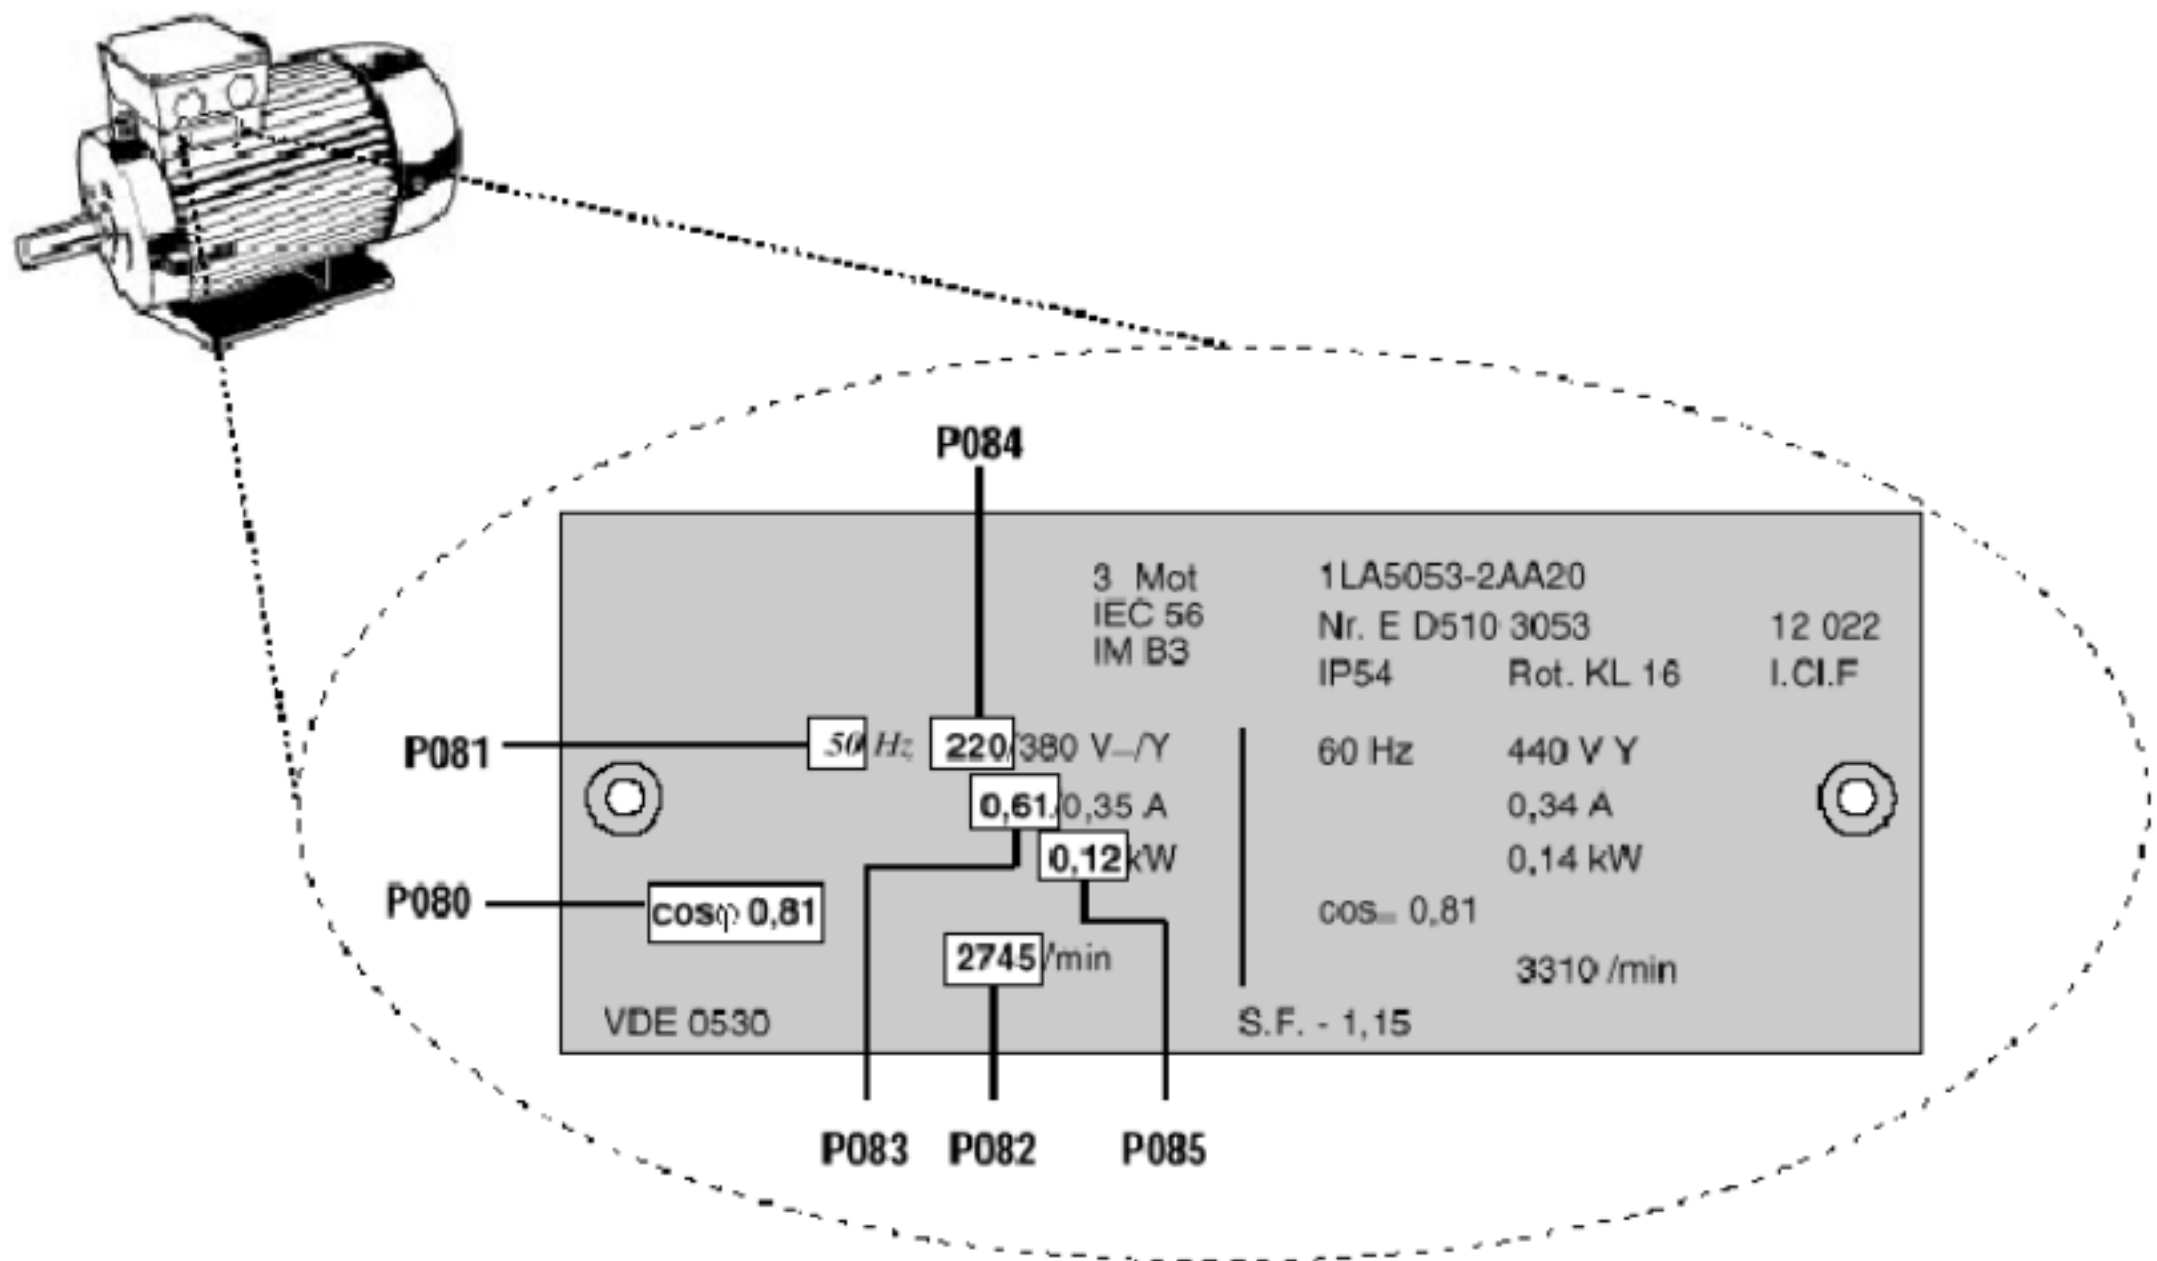 P084
3 Mot 1LA5053-2AA20
IEC 56 Nr. E D510 3053 12 022
IM B3 IP54 Rot. KL 16 I.Cl.F
P081 50 Hz 220/380 V–/Y 60 Hz 440 V Y
0,61/0,35 A 0,34 A
0,12 kW 0,14 kW
P080 cosφ 0,81 cos 0,81
2745/min 3310 /min
VDE 0530 S.F. - 1,15
P083 P082 P085